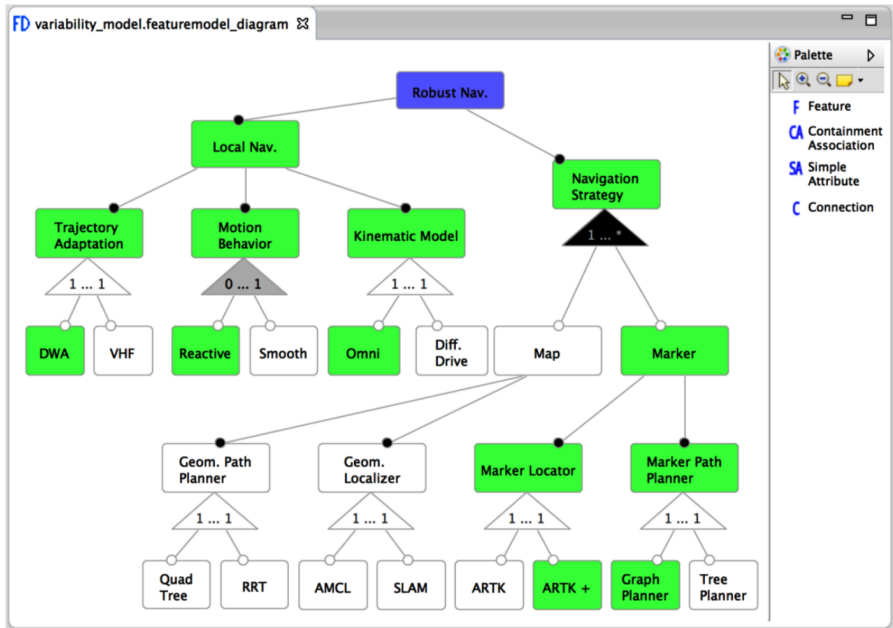 FD variability_model.featuremodel_diagram
Palette
Robust Nav.
F Feature
CA Containment
Association
SA Simple
Attribute
C Connection
Local Nav.
Navigation
Strategy
1 ... *
Trajectory
Adaptation
1 ... 1
Motion
Behavior
0 ... 1
Kinematic Model
1 ... 1
DWA
VHF
Reactive
Smooth
Omni
Diff.
Drive
Map
Marker
Geom. Path
Planner
1 ... 1
Geom.
Localizer
1 ... 1
Marker Locator
1 ... 1
Marker Path
Planner
1 ... 1
Quad
Tree
RRT
AMCL
SLAM
ARTK
ARTK +
Graph
Planner
Tree
Planner